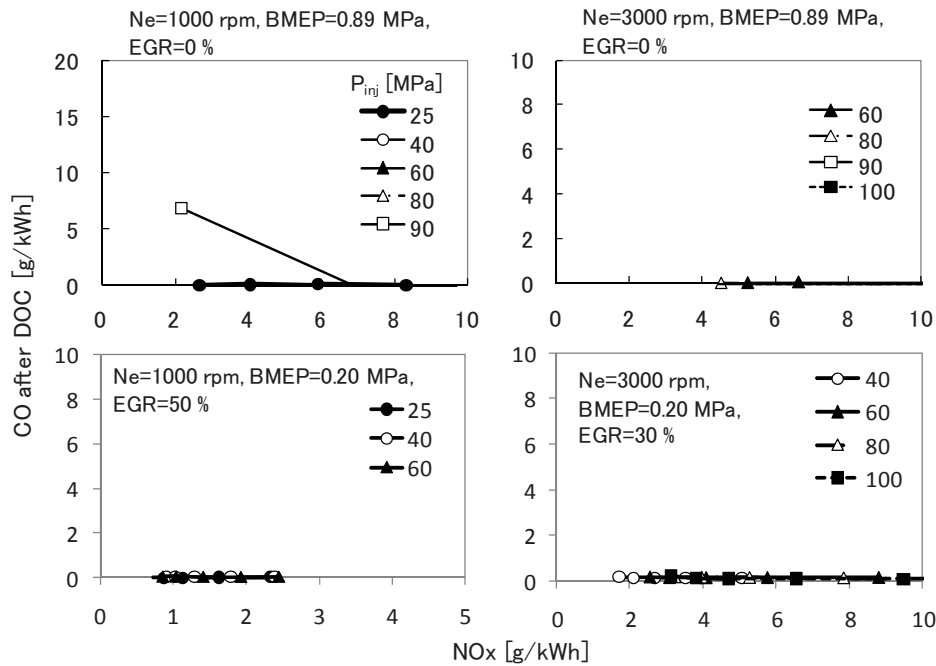 Ne=1000 rpm, BMEP=0.89 MPa,
EGR=0 %
20
15
10
5
0
0 2 4 6 8 10
Pinj [MPa]
25
40
60
80
90
Ne=3000 rpm, BMEP=0.89 MPa,
EGR=0 %
10
8
6
4
2
0
0 2 4 6 8 10
60
80
90
100
CO after DOC [g/kWh]
Ne=1000 rpm, BMEP=0.20 MPa,
EGR=50 %
10
8
6
4
2
0
0 1 2 3 4 5
25
40
60
Ne=3000 rpm,
BMEP=0.20 MPa,
EGR=30 %
10
8
6
4
2
0
0 2 4 6 8 10
40
60
80
100
NOx [g/kWh]